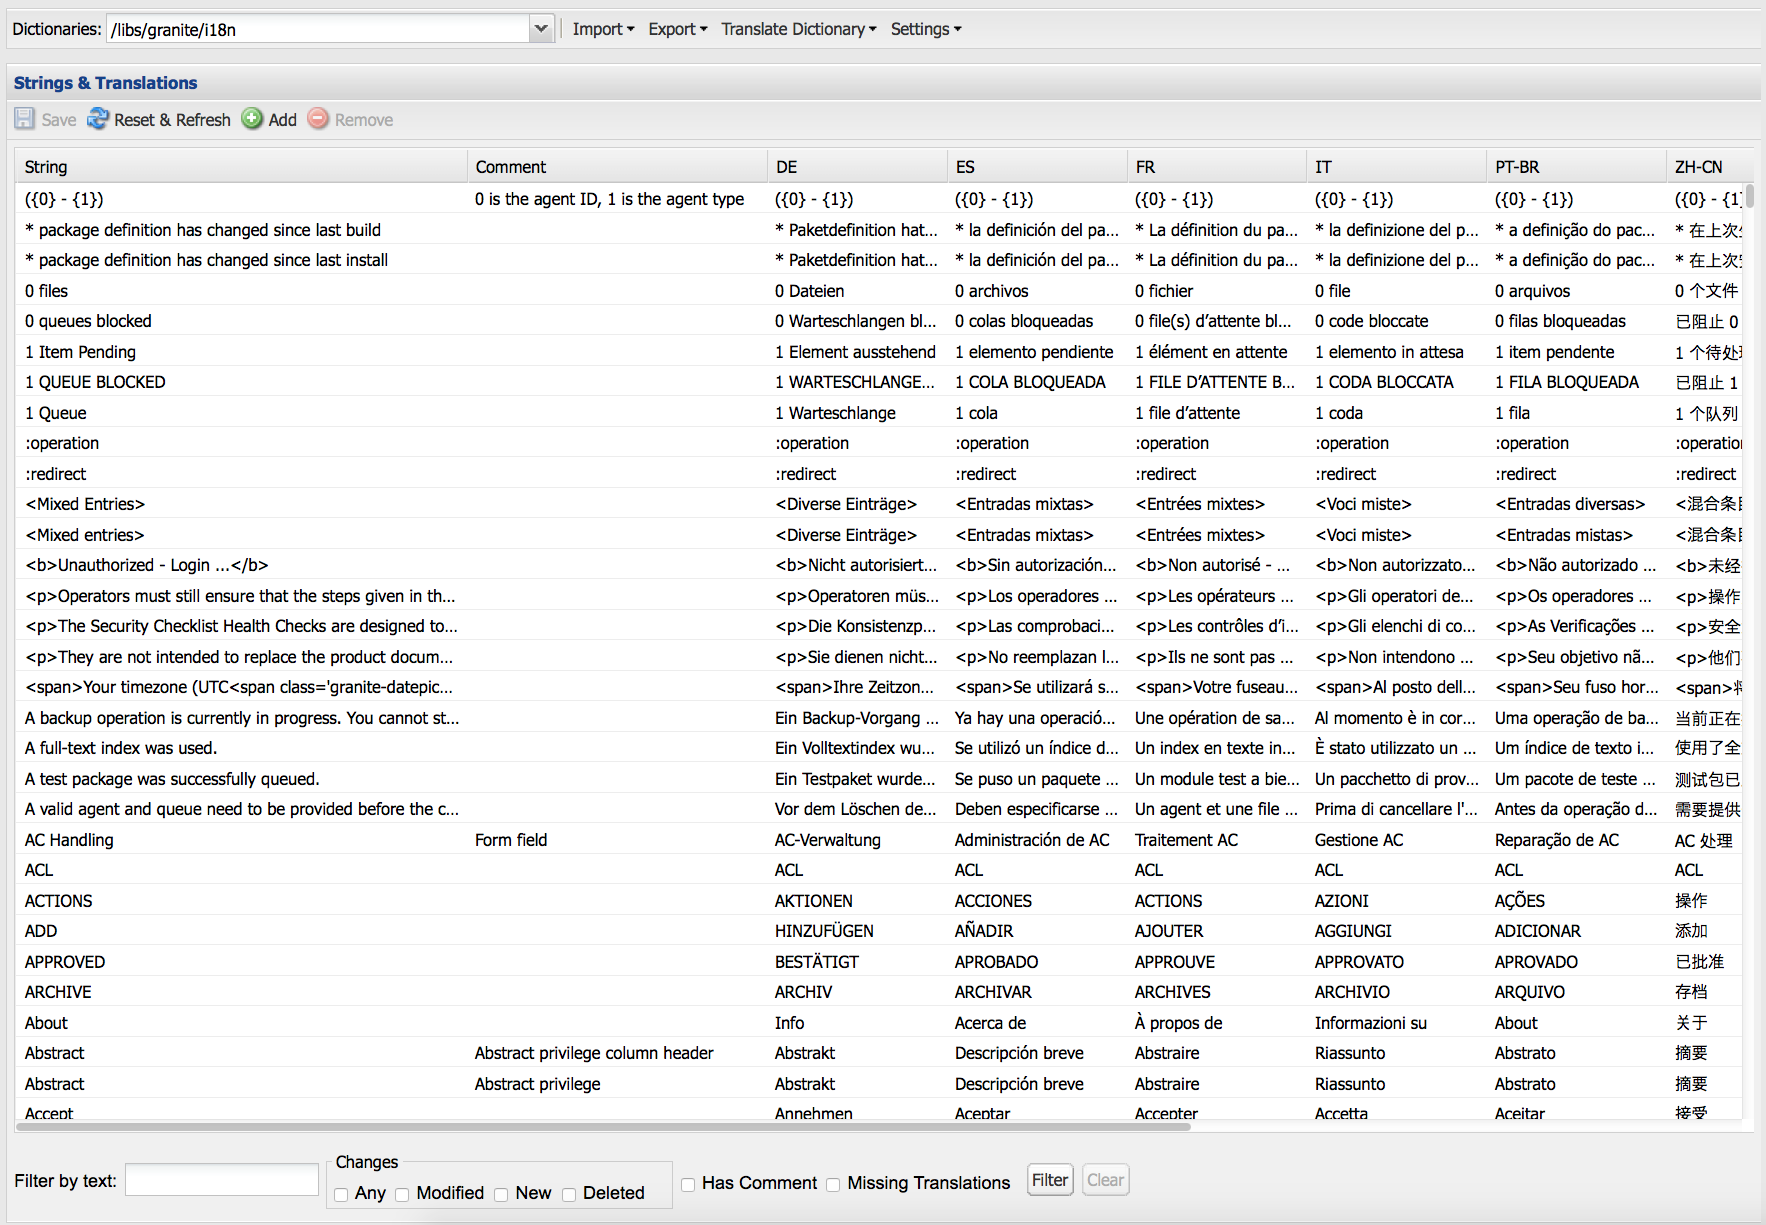 Dictionaries: /libs/granite/i18n Import Export Translate Dictionary Settings
Strings & Translations
Save Reset & Refresh Add Remove
String Comment DE ES FR IT PT-BR ZH-CN
({0} - {1}) 0 is the agent ID, 1 is the agent type ({0} - {1}) ({0} - {1}) ({0} - {1}) ({0} - {1}) ({0} - {1}) ({0} - {1}
* package definition has changed since last build * Paketdefinition hat... * la definición del pa... * La définition du pa... * la definizione del p... * a definição do pac... * 在上次
* package definition has changed since last install * Paketdefinition hat... * la definición del pa... * La définition du pa... * la definizione del p... * a definição do pac... * 在上次
0 files 0 Dateien 0 archivos 0 fichier 0 file 0 arquivos 0 个文件
0 queues blocked 0 Warteschlangen bl... 0 colas bloqueadas 0 file(s) d’attente bl... 0 code bloccate 0 filas bloqueadas 已阻止 0
1 Item Pending 1 Element ausstehend 1 elemento pendiente 1 élément en attente 1 elemento in attesa 1 item pendente 1 个待处理
1 QUEUE BLOCKED 1 WARTESCHLANGE... 1 COLA BLOQUEADA 1 FILE D’ATTENTE B... 1 CODA BLOCCATA 1 FILA BLOQUEADA 已阻止 1
1 Queue 1 Warteschlange 1 cola 1 file d’attente 1 coda 1 fila 1 个队列
:operation :operation :operation :operation :operation :operation :operation
:redirect :redirect :redirect :redirect :redirect :redirect :redirect
<Mixed Entries> <Diverse Einträge> <Entradas mixtas> <Entrées mixtes> <Voci miste> <Entradas diversas> <混合条目
<Mixed entries> <Diverse Einträge> <Entradas mixtas> <Entrées mixtes> <Voci miste> <Entradas mistas> <混合条目
<b>Unauthorized - Login ...</b> <b>Nicht autorisiert... <b>Sin autorización... <b>Non autorisé - ... <b>Non autorizzato... <b>Não autorizado ... <b>未经
<p>Operators must still ensure that the steps given in th... <p>Operatoren müs... <p>Los operadores ... <p>Les opérateurs ... <p>Gli operatori de... <p>Os operadores ... <p>操作
<p>The Security Checklist Health Checks are designed to... <p>Die Konsistenzp... <p>Las comprobaci... <p>Les contrôles d’i... <p>Gli elenchi di co... <p>As Verificações ... <p>安全
<p>They are not intended to replace the product docum... <p>Sie dienen nicht... <p>No reemplazan l... <p>Ils ne sont pas ... <p>Non intendono ... <p>Seu objetivo nã... <p>他们
<span>Your timezone (UTC<span class='granite-datepic... <span>Ihre Zeitzon... <span>Se utilizará s... <span>Votre fuseau... <span>Al posto dell... <span>Seu fuso hor... <span>将
A backup operation is currently in progress. You cannot st... Ein Backup-Vorgang ... Ya hay una operació... Une opération de sa... Al momento è in cor... Uma operação de ba... 当前正在
A full-text index was used. Ein Volltextindex wu... Se utilizó un índice d... Un index en texte in... È stato utilizzato un ... Um índice de texto i... 使用了全
A test package was successfully queued. Ein Testpaket wurde... Se puso un paquete ... Un module test a bie... Un pacchetto di prov... Um pacote de teste ... 测试包已
A valid agent and queue need to be provided before the c... Vor dem Löschen de... Deben especificarse ... Un agent et une file ... Prima di cancellare l'... Antes da operação d... 需要提供
AC Handling Form field AC-Verwaltung Administración de AC Traitement AC Gestione AC Reparação de AC AC 处理
ACL ACL ACL ACL ACL ACL ACL
ACTIONS AKTIONEN ACCIONES ACTIONS AZIONI AÇÕES 操作
ADD HINZUFÜGEN AÑADIR AJOUTER AGGIUNGI ADICIONAR 添加
APPROVED BESTÄTIGT APROBADO APPROUVE APPROVATO APROVADO 已批准
ARCHIVE ARCHIV ARCHIVAR ARCHIVES ARCHIVIO ARQUIVO 存档
About Info Acerca de À propos de Informazioni su About 关于
Abstract Abstract privilege column header Abstrakt Descripción breve Abstraire Riassunto Abstrato 摘要
Abstract Abstract privilege Abstrakt Descripción breve Abstraire Riassunto Abstrato 摘要
Accept Annehmen Aceptar Accepter Accetta Aceitar 接受
Changes
Filter by text: Any Modified New Deleted Has Comment Missing Translations Filter Clear